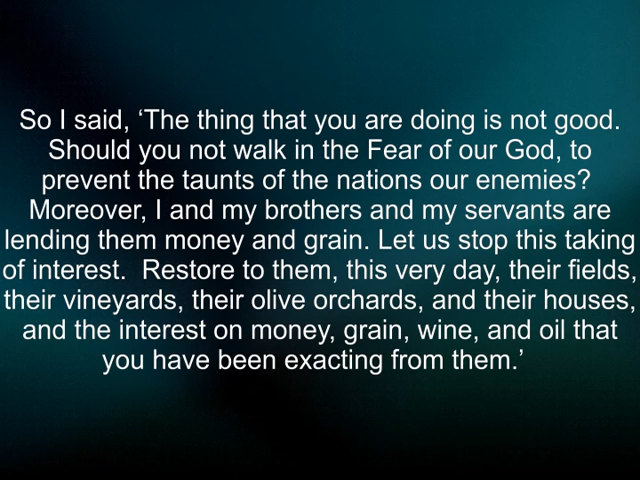 So I said, ‘The thing that you are doing is not good.
Should you not walk in the Fear of our God, to
prevent the taunts of the nations our enemies?
Moreover, I and my brothers and my servants are
lending them money and grain. Let us stop this taking
of interest.  Restore to them, this very day, their fields,
their vineyards, their olive orchards, and their houses,
and the interest on money, grain, wine, and oil that
you have been exacting from them.’